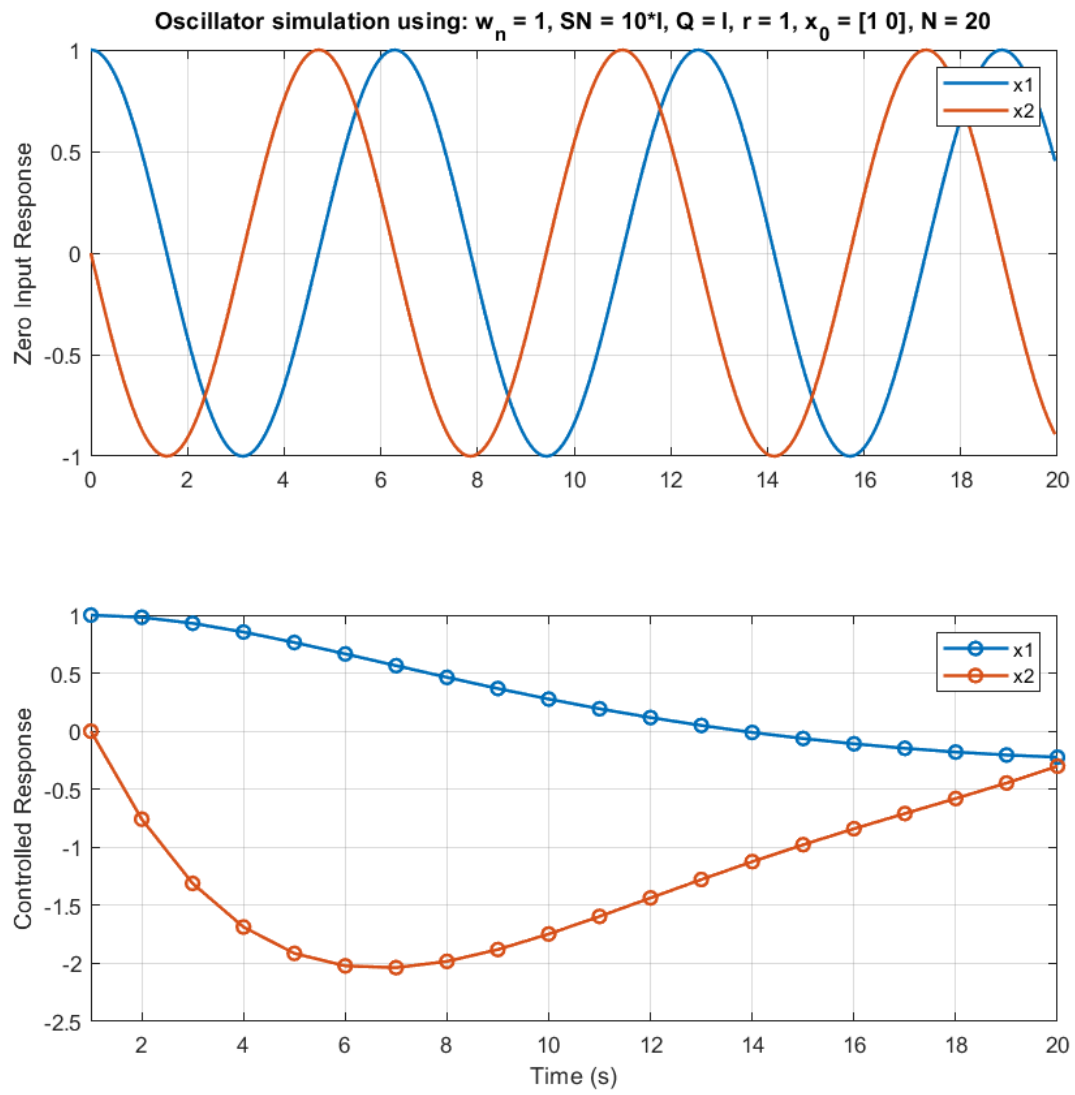 Oscillator simulation using: w_n = 1, SN = 10*I, Q = I, r = 1, x_0 = [1 0], N = 20
Zero Input Response
1
0.5
0
-0.5
-1
0 2 4 6 8 10 12 14 16 18 20
x1
x2
Controlled Response
1
0.5
0
-0.5
-1
-1.5
-2
-2.5
2 4 6 8 10 12 14 16 18 20
x1
x2
Time (s)